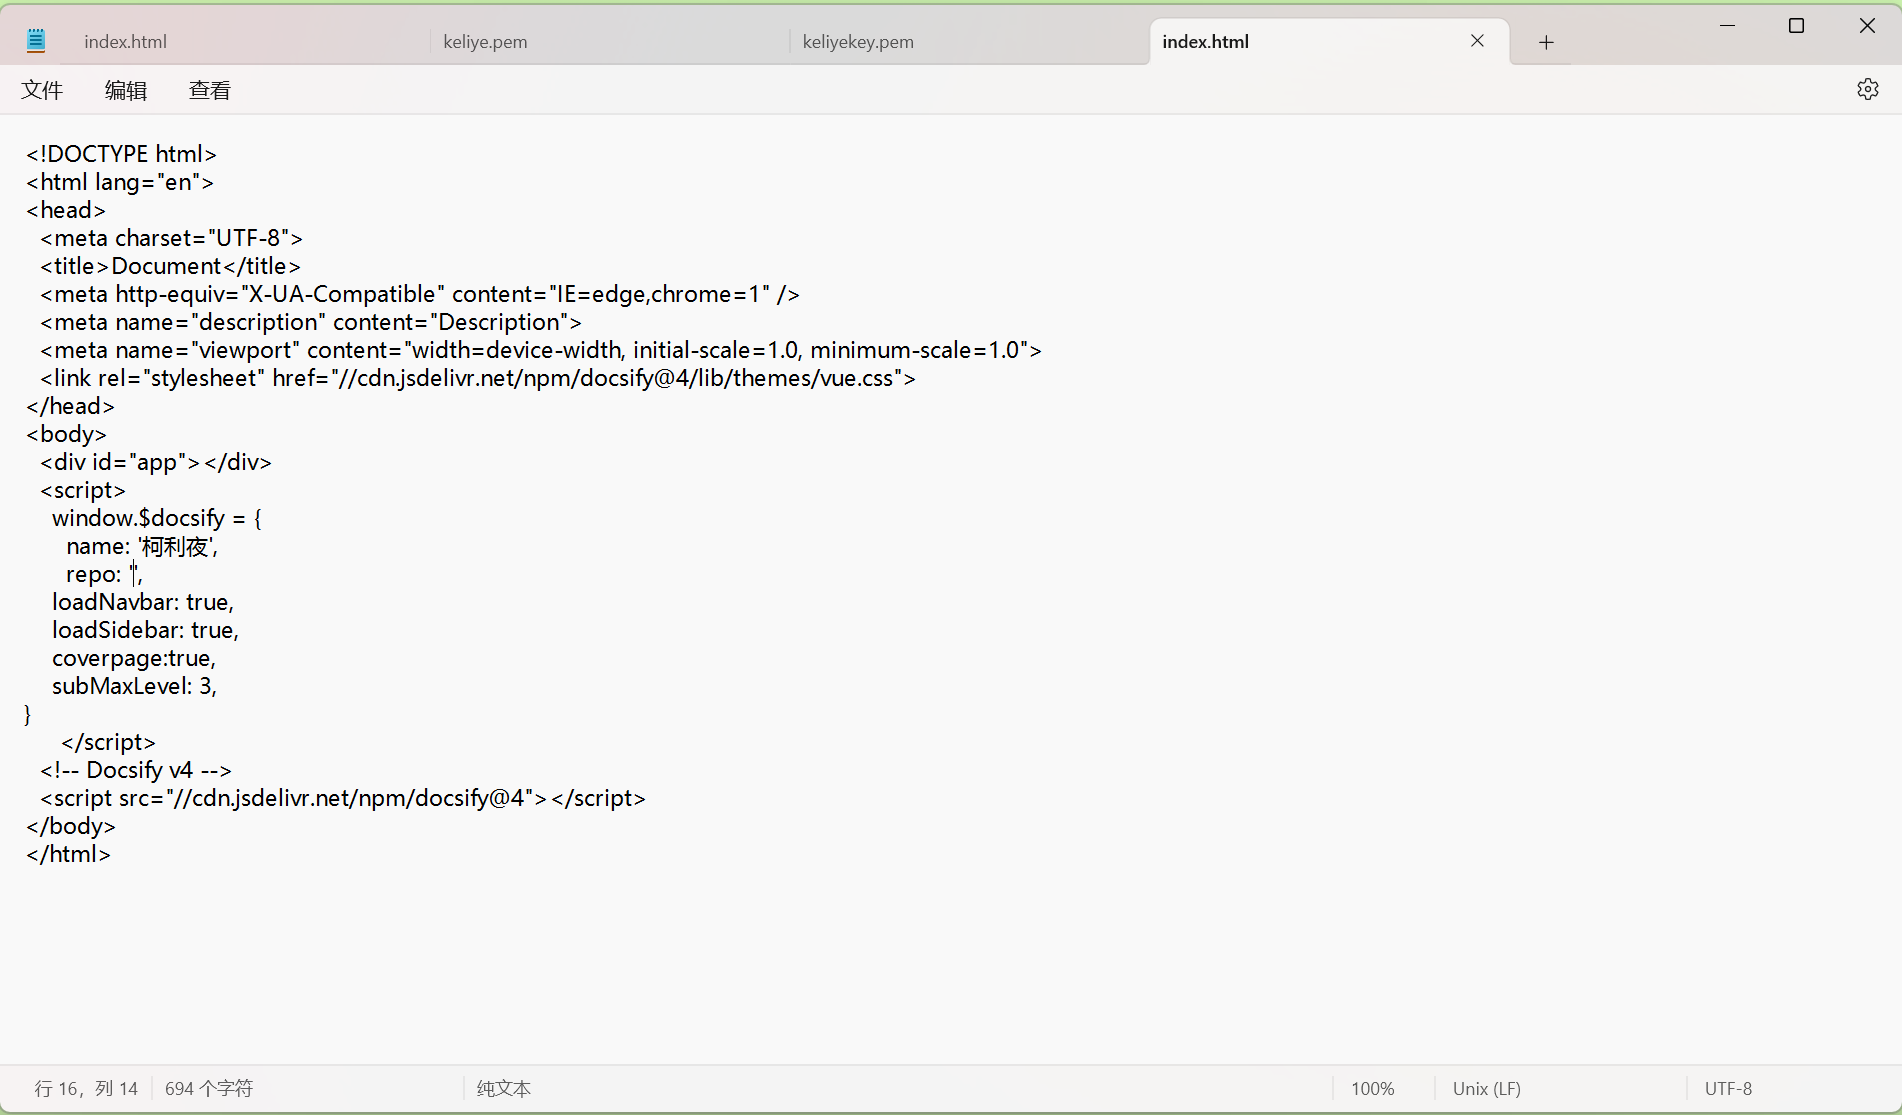 index.html
keliye.pem
keliyekey.pem
index.html
文件 编辑 查看
<!DOCTYPE html>
<html lang="en">
<head>
  <meta charset="UTF-8">
  <title>Document</title>
  <meta http-equiv="X-UA-Compatible" content="IE=edge,chrome=1" />
  <meta name="description" content="Description">
  <meta name="viewport" content="width=device-width, initial-scale=1.0, minimum-scale=1.0">
  <link rel="stylesheet" href="//cdn.jsdelivr.net/npm/docsify@4/lib/themes/vue.css">
</head>
<body>
  <div id="app"></div>
  <script>
    window.$docsify = {
      name: '柯利夜',
      repo: '',
    loadNavbar: true,
    loadSidebar: true,
    coverpage:true,
    subMaxLevel: 3,
}
     </script>
  <!-- Docsify v4 -->
  <script src="//cdn.jsdelivr.net/npm/docsify@4"></script>
</body>
</html>
行 16，列 14 694 个字符 纯文本 100% Unix (LF) UTF-8